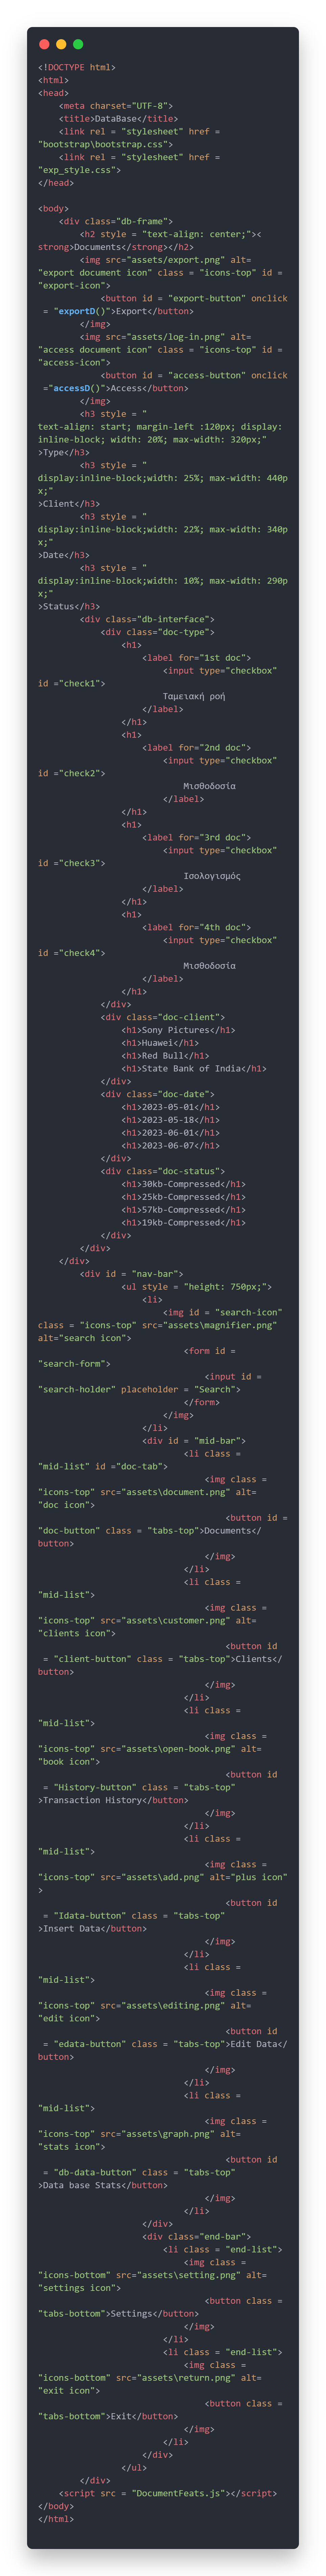 <!DOCTYPE html>
<html>
<head>
    <meta charset="UTF-8">
    <title>DataBase</title>
    <link rel = "stylesheet" href =
"bootstrap\bootstrap.css">
    <link rel = "stylesheet" href =
"exp_style.css">
</head>

<body>
    <div class="db-frame">
        <h2 style = "text-align: center;"><
strong>Documents</strong></h2>
        <img src="assets/export.png" alt=
"export document icon" class = "icons-top" id =
"export-icon">
            <button id = "export-button" onclick
 = "exportD()">Export</button>
        </img>
        <img src="assets/log-in.png" alt=
"access document icon" class = "icons-top" id =
"access-icon">
            <button id = "access-button" onclick
 ="accessD()">Access</button>
        </img>
        <h3 style = "
text-align: start; margin-left :120px; display:
inline-block; width: 20%; max-width: 320px;"
>Type</h3>
        <h3 style = "
display:inline-block;width: 25%; max-width: 440p
x;"
>Client</h3>
        <h3 style = "
display:inline-block;width: 22%; max-width: 340p
x;"
>Date</h3>
        <h3 style = "
display:inline-block;width: 10%; max-width: 290p
x;"
>Status</h3>
        <div class="db-interface">
            <div class="doc-type">
                <h1>
                    <label for="1st doc">
                        <input type="checkbox"
id ="check1">
                        Ταμειακή ροή
                    </label>
                </h1>
                <h1>
                    <label for="2nd doc">
                        <input type="checkbox"
id ="check2">
                            Μισθοδοσία
                        </label>
                </h1>
                <h1>
                    <label for="3rd doc">
                        <input type="checkbox"
id ="check3">
                            Ισολογισμός
                    </label>
                </h1>
                <h1>
                    <label for="4th doc">
                        <input type="checkbox"
id ="check4">
                            Μισθοδοσία
                    </label>
                </h1>
            </div>
            <div class="doc-client">
                <h1>Sony Pictures</h1>
                <h1>Huawei</h1>
                <h1>Red Bull</h1>
                <h1>State Bank of India</h1>
            </div>
            <div class="doc-date">
                <h1>2023-05-01</h1>
                <h1>2023-05-18</h1>
                <h1>2023-06-01</h1>
                <h1>2023-06-07</h1>
            </div>
            <div class="doc-status">
                <h1>30kb-Compressed</h1>
                <h1>25kb-Compressed</h1>
                <h1>57kb-Compressed</h1>
                <h1>19kb-Compressed</h1>
            </div>
        </div>
    </div>
        <div id = "nav-bar">
                <ul style = "height: 750px;">
                    <li>
                        <img id = "search-icon"
class = "icons-top" src="assets\magnifier.png"
alt="search icon">
                            <form id =
"search-form">
                                <input id =
"search-holder" placeholder = "Search">
                            </form>
                        </img>
                    </li>
                    <div id = "mid-bar">
                            <li class =
"mid-list" id ="doc-tab">
                                <img class =
"icons-top" src="assets\document.png" alt=
"doc icon">
                                    <button id =
"doc-button" class = "tabs-top">Documents</
button>
                                </img>
                            </li>
                            <li class =
"mid-list">
                                <img class =
"icons-top" src="assets\customer.png" alt=
"clients icon">
                                    <button id
 = "client-button" class = "tabs-top">Clients</
button>
                                </img>
                            </li>
                            <li class =
"mid-list">
                                <img class =
"icons-top" src="assets\open-book.png" alt=
"book icon">
                                    <button id
 = "History-button" class = "tabs-top"
>Transaction History</button>
                                </img>
                            </li>
                            <li class =
"mid-list">
                                <img class =
"icons-top" src="assets\add.png" alt="plus icon"
>
                                    <button id
 = "Idata-button" class = "tabs-top"
>Insert Data</button>
                                </img>
                            </li>
                            <li class =
"mid-list">
                                <img class =
"icons-top" src="assets\editing.png" alt=
"edit icon">
                                    <button id
 = "edata-button" class = "tabs-top">Edit Data</
button>
                                </img>
                            </li>
                            <li class =
"mid-list">
                                <img class =
"icons-top" src="assets\graph.png" alt=
"stats icon">
                                    <button id
 = "db-data-button" class = "tabs-top"
>Data base Stats</button>
                                </img>
                            </li>
                    </div>
                    <div class="end-bar">
                        <li class = "end-list">
                            <img class =
"icons-bottom" src="assets\setting.png" alt=
"settings icon">
                                <button class =
"tabs-bottom">Settings</button>
                            </img>
                        </li>
                        <li class = "end-list">
                            <img class =
"icons-bottom" src="assets\return.png" alt=
"exit icon">
                                <button class =
"tabs-bottom">Exit</button>
                            </img>
                        </li>
                    </div>
                </ul>
        </div>
    <script src = "DocumentFeats.js"></script>
</body>
</html>